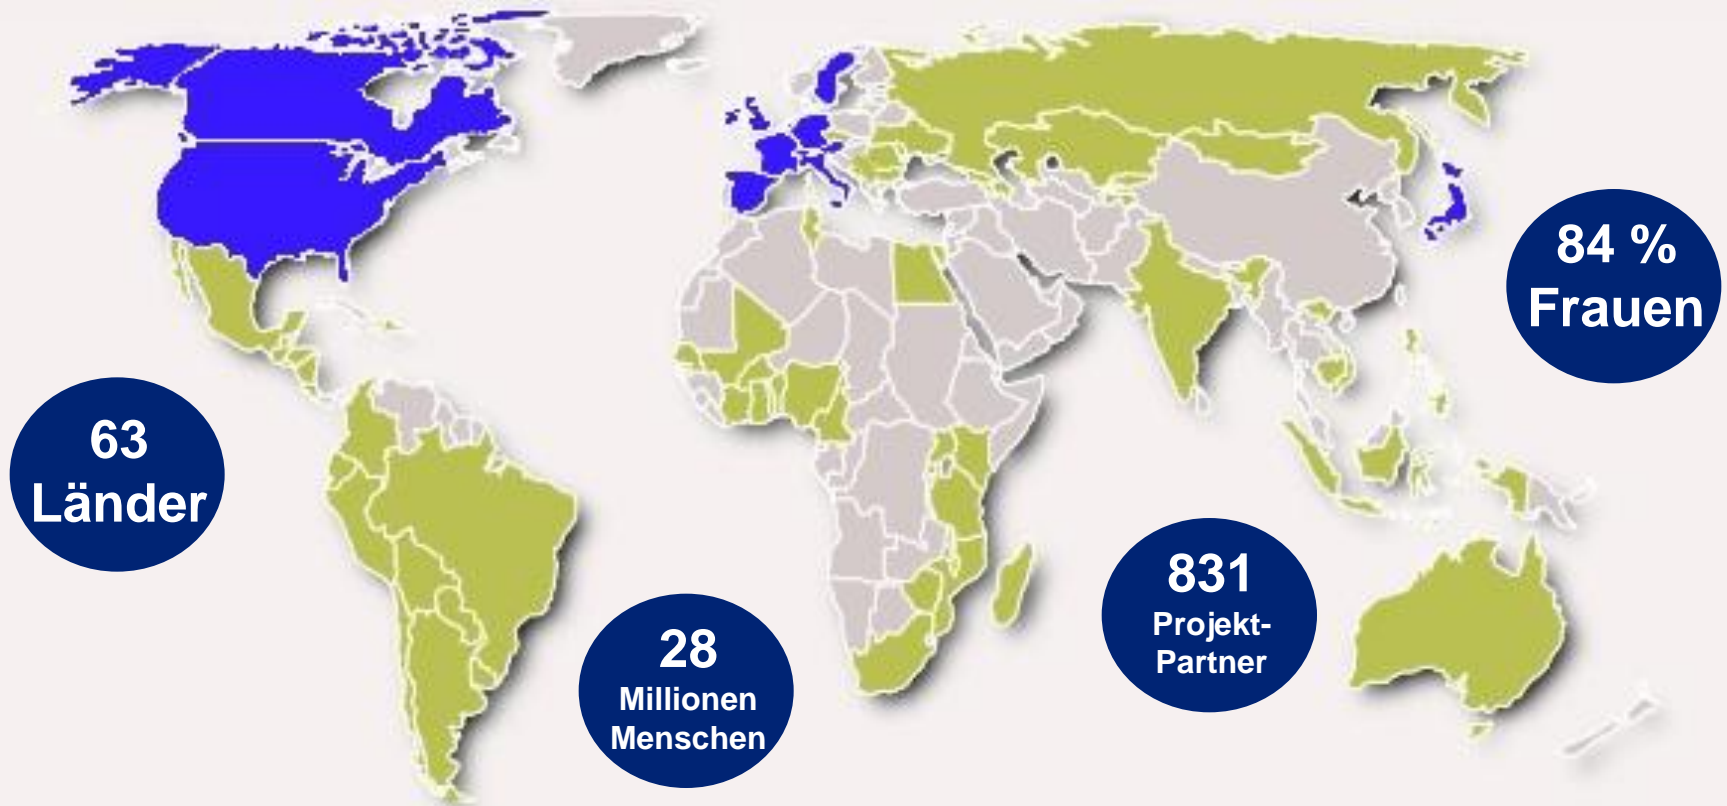 84 %
Frauen
63
Länder
831
Projekt-
Partner
28
Millionen
Menschen